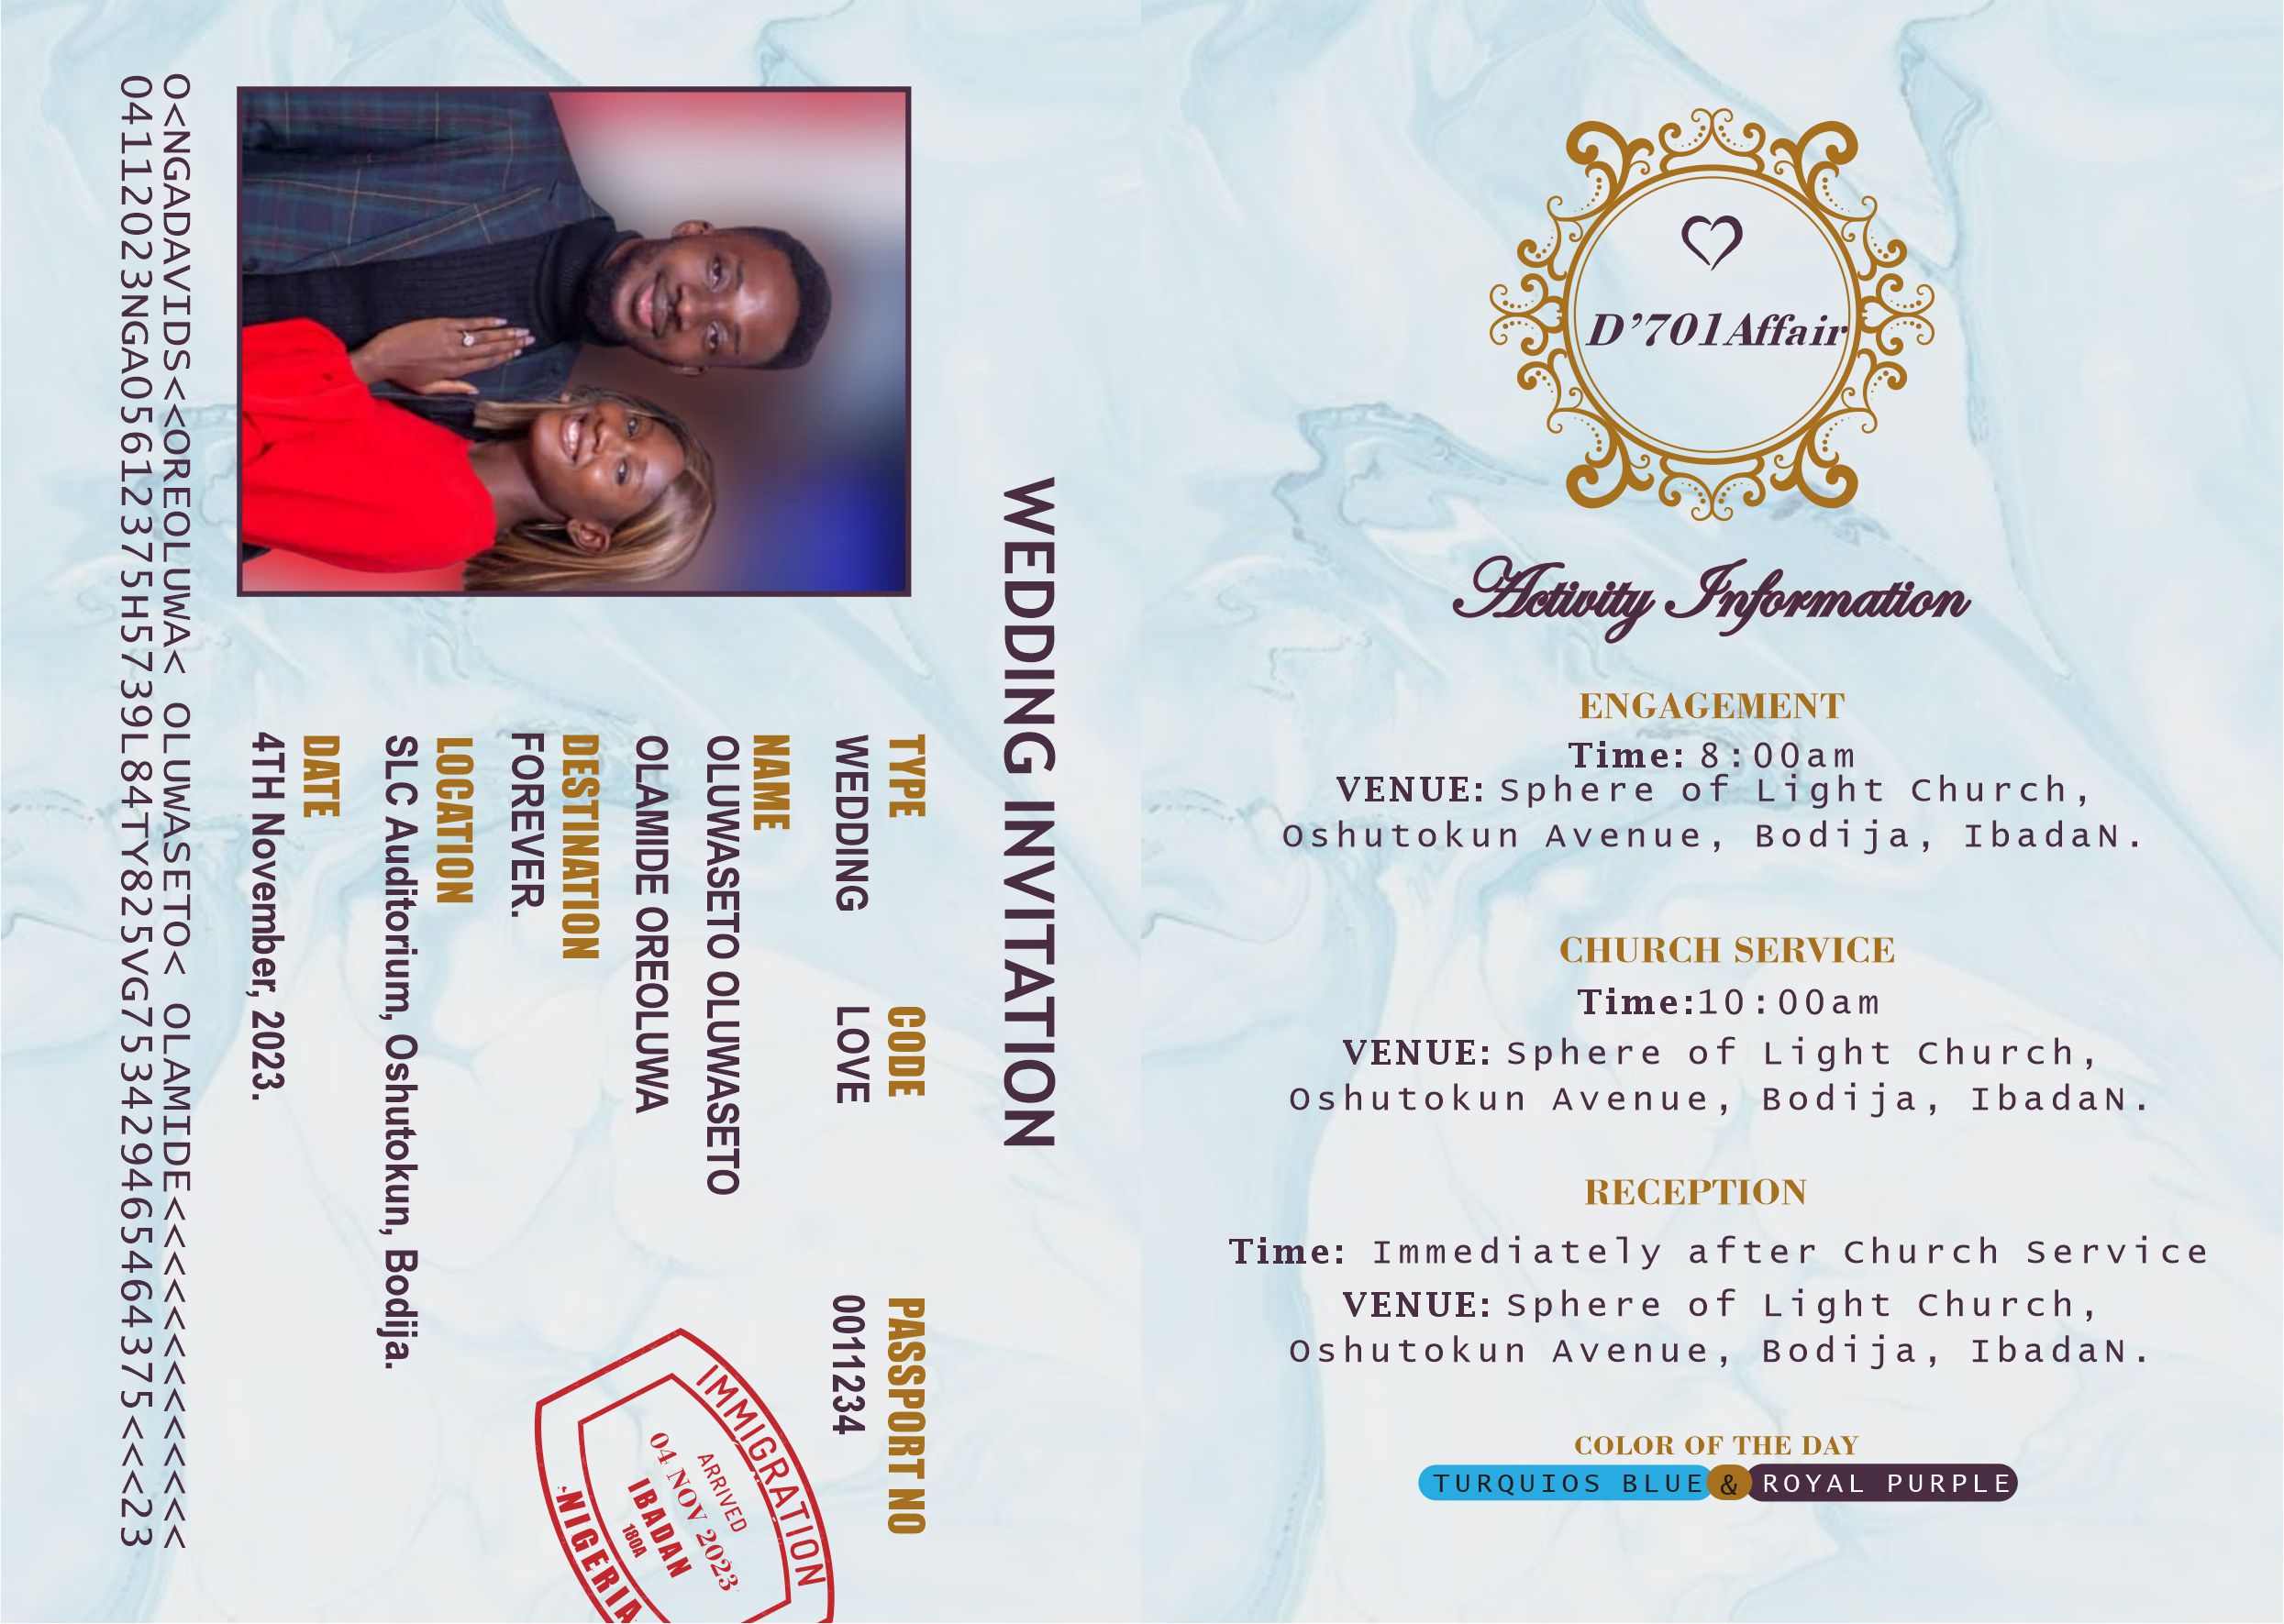 WEDDING INVITATION
TYPE CODE PASSPORT NO
WEDDING LOVE 0011234
NAME
OLUWASETO OLUWASETO
OLAMIDE OREOLUWA
DESTINATION
FOREVER.
LOCATION
SLC Auditorium, Oshutokun, Bodija.
DATE
4TH November, 2023.
IMMIGRATION
ARRIVED
04 NOV 2023
IBADAN
180A
-NIGERIA
O<NGADAVIDS<<OREOLUWA< OLUWASETO< OLAMIDE<<<<<<<<<<<<<
04112023NGA05612375H5739L84TY825VG75342946546464375<<<23
D’701Affair
Activity Information
ENGAGEMENT
Time: 8:00am
VENUE: Sphere of Light Church,
Oshutokun Avenue, Bodija, IbadaN.
CHURCH SERVICE
Time:10:00am
VENUE: Sphere of Light Church,
Oshutokun Avenue, Bodija, IbadaN.
RECEPTION
Time: Immediately after Church Service
VENUE: Sphere of Light Church,
Oshutokun Avenue, Bodija, IbadaN.
COLOR OF THE DAY
TURQUIOS BLUE & ROYAL PURPLE